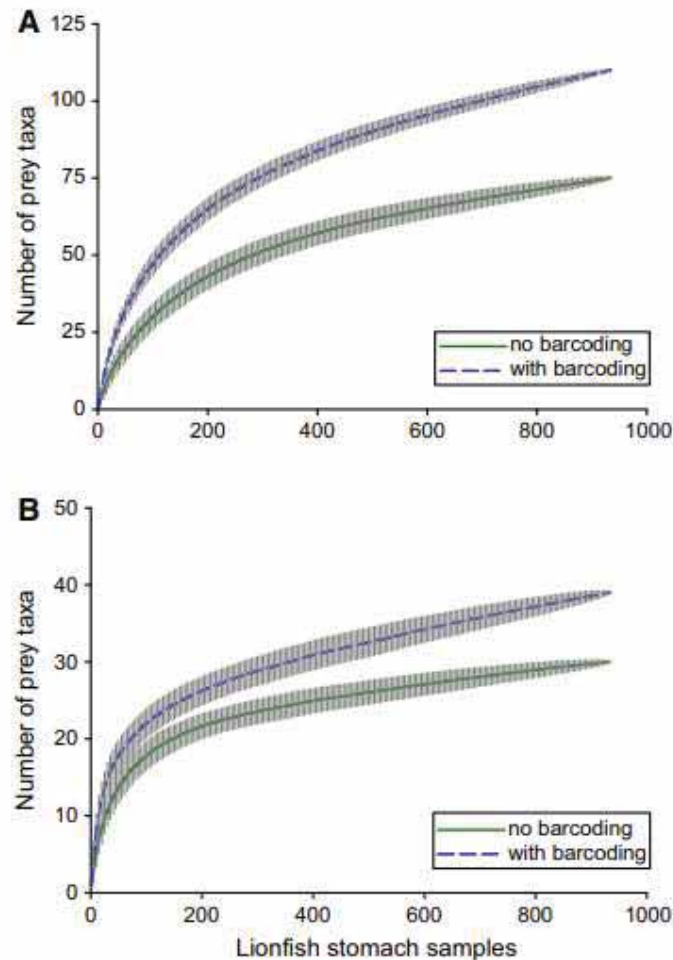 A
125
100
75
50
25
0
Number of prey taxa
no barcoding
with barcoding
0 200 400 600 800 1000
B
50
40
30
20
10
0
Number of prey taxa
no barcoding
with barcoding
0 200 400 600 800 1000
Lionfish stomach samples